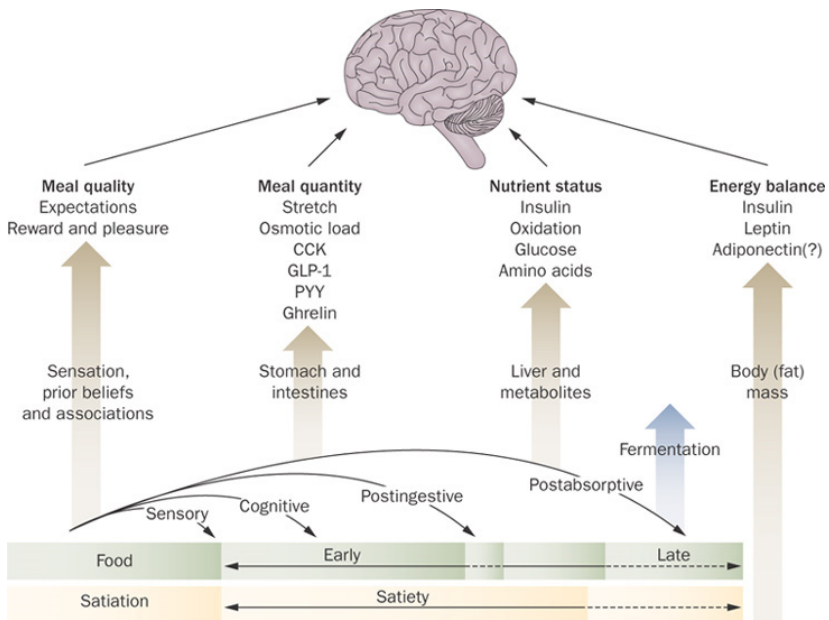 Meal quality
Expectations
Reward and pleasure
Meal quantity
Stretch
Osmotic load
CCK
GLP-1
PYY
Ghrelin
Nutrient status
Insulin
Oxidation
Glucose
Amino acids
Energy balance
Insulin
Leptin
Adiponectin(?)
Sensation,
prior beliefs
and associations
Stomach and
intestines
Liver and
metabolites
Body (fat)
mass
Fermentation
Sensory
Cognitive
Postingestive
Postabsorptive
Food
Early
Late
Satiation
Satiety